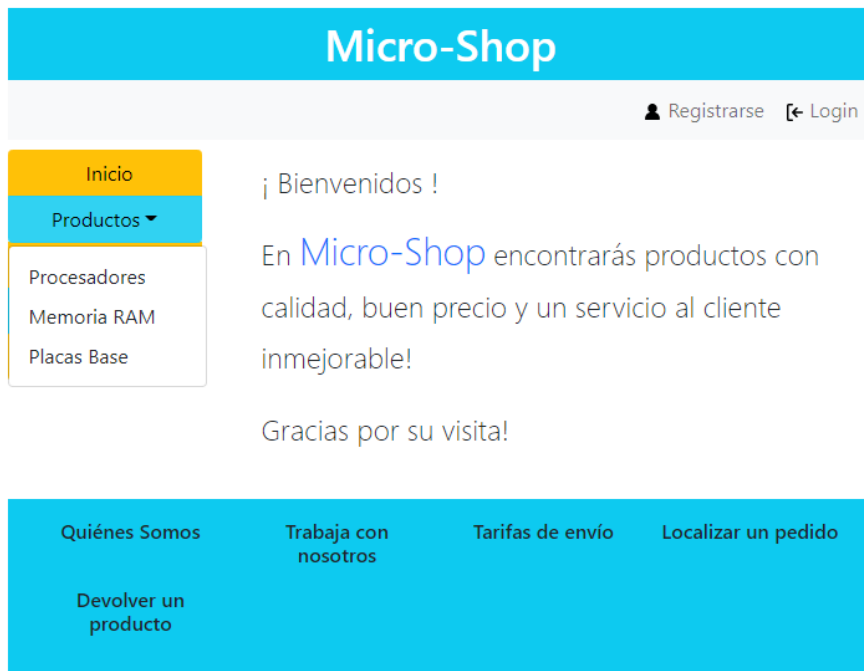 Micro-Shop
Registrarse Login
Inicio
Productos
Procesadores
Memoria RAM
Placas Base
¡ Bienvenidos !
En Micro-Shop encontrarás productos con
calidad, buen precio y un servicio al cliente
inmejorable!
Gracias por su visita!
Quiénes Somos
Trabaja con
nosotros
Tarifas de envío
Localizar un pedido
Devolver un
producto